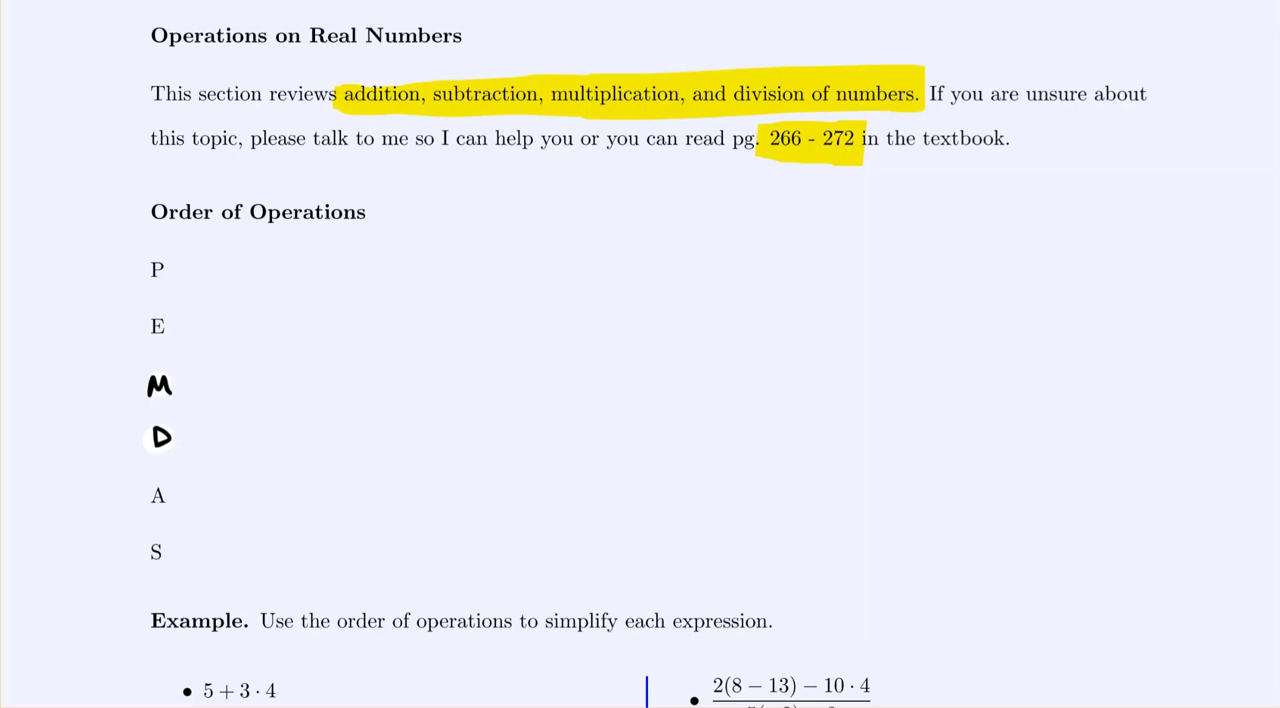 Operations on Real Numbers
This section reviews addition, subtraction, multiplication, and division of numbers. If you are unsure about
this topic, please talk to me so I can help you or you can read pg. 266 - 272 in the textbook.
Order of Operations
P
E
M
D
A
S
Example. Use the order of operations to simplify each expression.
• 5 + 3 · 4
• 2(8 − 13) − 10 · 4